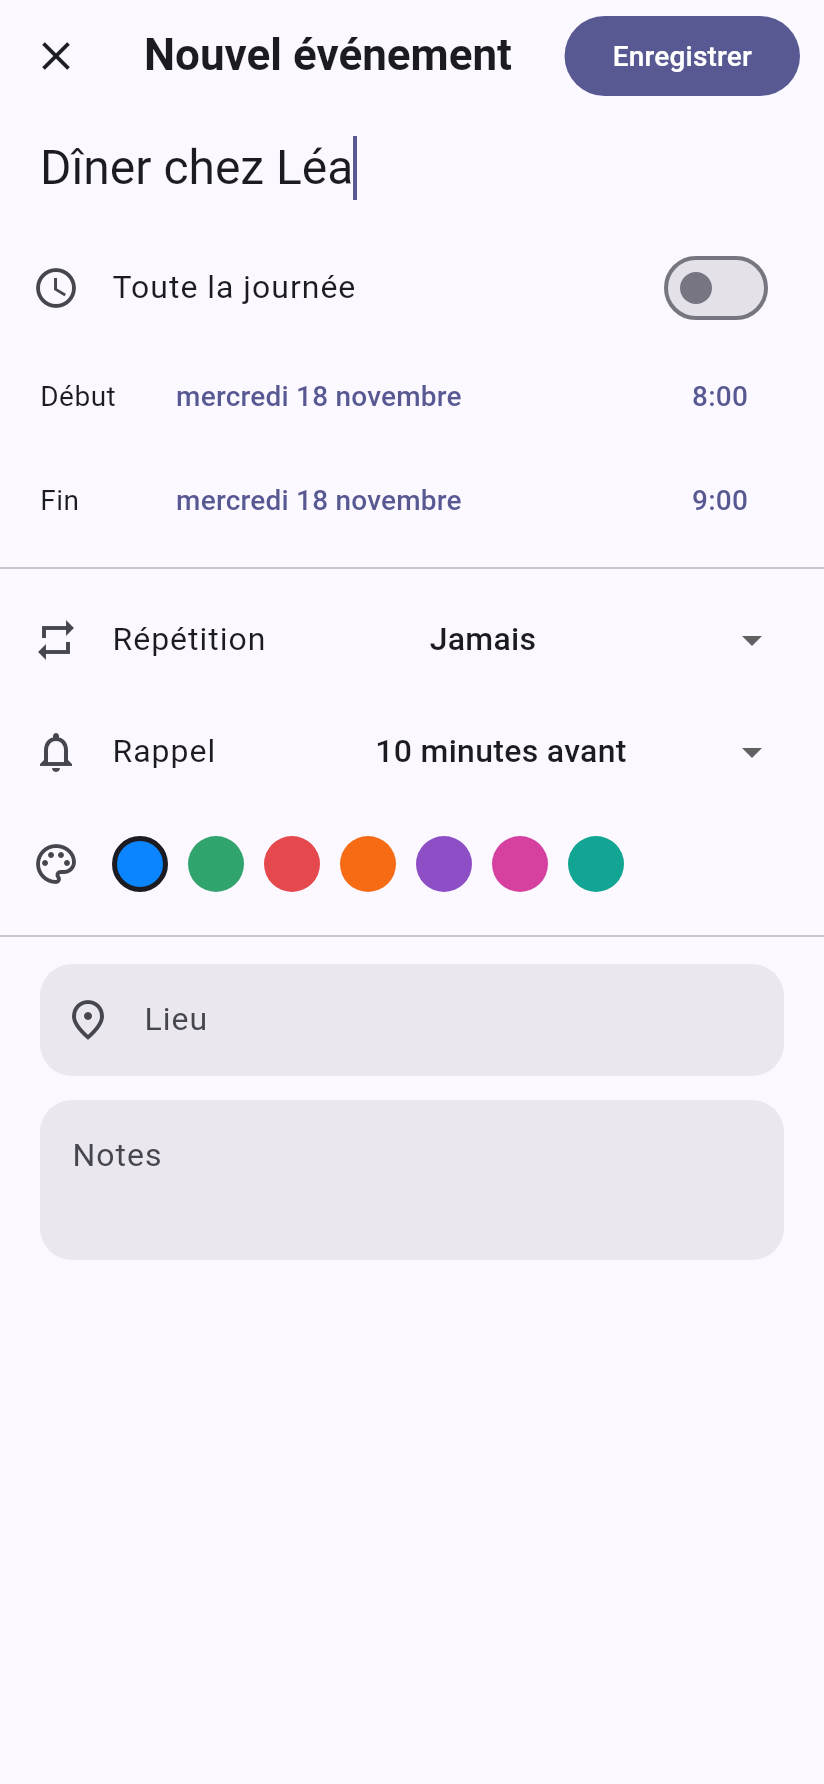 Nouvel événement
Enregistrer
Dîner chez Léa
Toute la journée
Début mercredi 18 novembre 8:00
Fin mercredi 18 novembre 9:00
Répétition Jamais
Rappel 10 minutes avant
Lieu
Notes